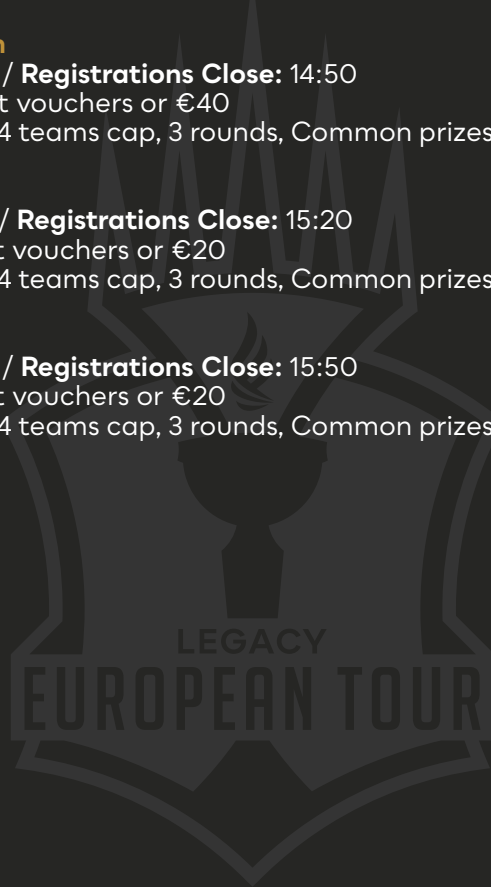 / Registrations Close: 14:50
t vouchers or €40
4 teams cap, 3 rounds, Common prizes
/ Registrations Close: 15:20
t vouchers or €20
4 teams cap, 3 rounds, Common prizes
/ Registrations Close: 15:50
t vouchers or €20
4 teams cap, 3 rounds, Common prizes
LEGACY
EUROPEAN TOUR